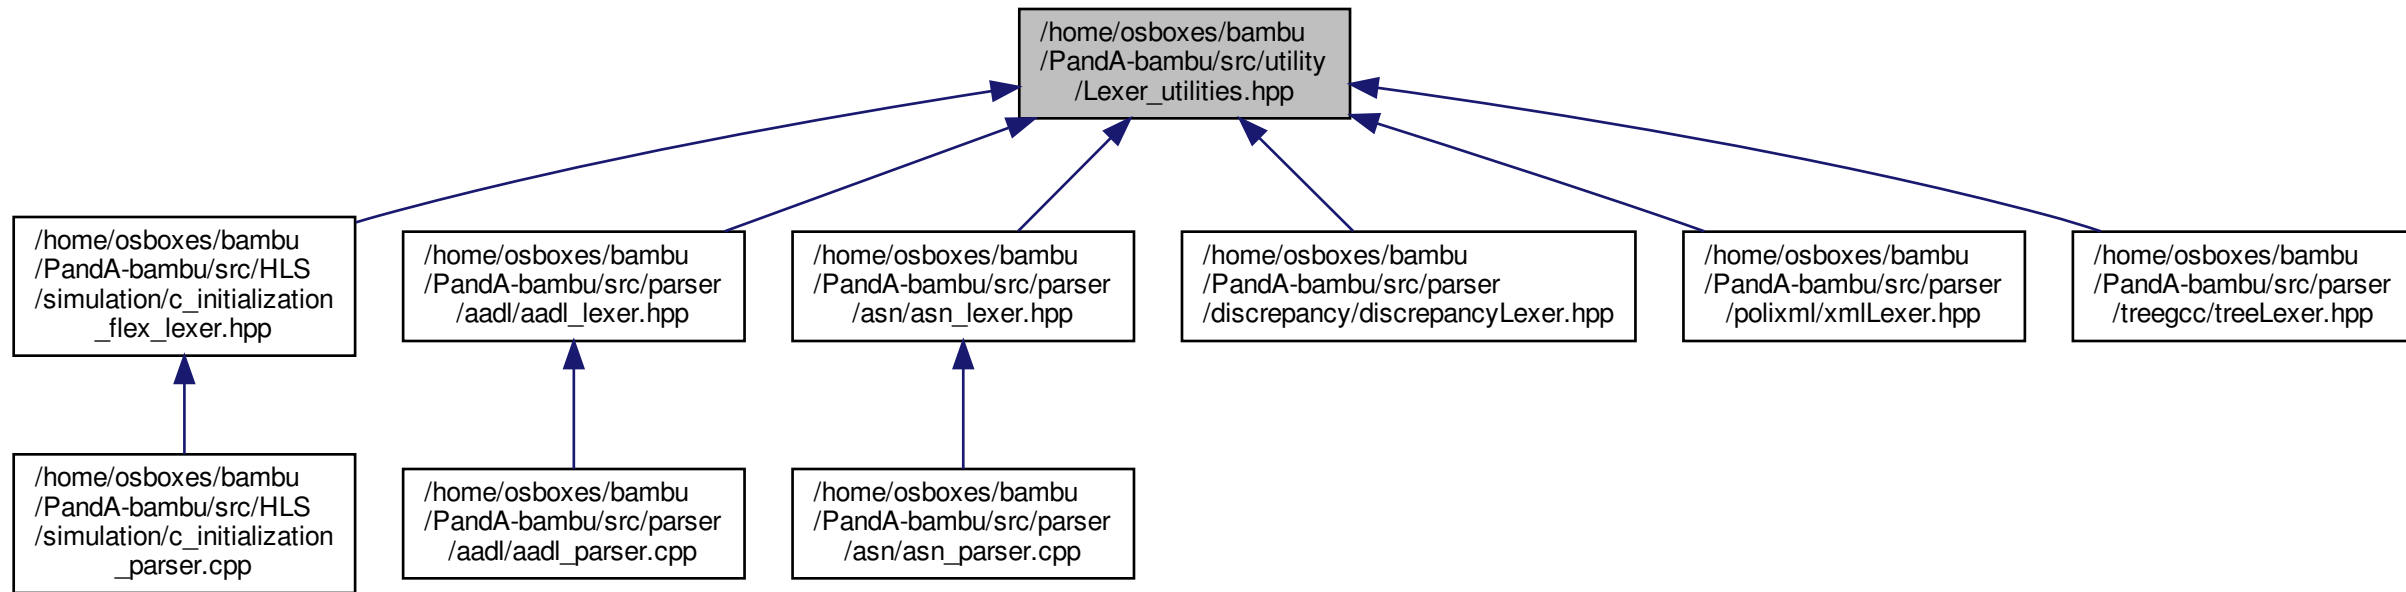 /home/osboxes/bambu
/PandA-bambu/src/utility
/Lexer_utilities.hpp
/home/osboxes/bambu
/PandA-bambu/src/HLS
/simulation/c_initialization
_flex_lexer.hpp
/home/osboxes/bambu
/PandA-bambu/src/parser
/aadl/aadl_lexer.hpp
/home/osboxes/bambu
/PandA-bambu/src/parser
/asn/asn_lexer.hpp
/home/osboxes/bambu
/PandA-bambu/src/parser
/discrepancy/discrepancyLexer.hpp
/home/osboxes/bambu
/PandA-bambu/src/parser
/polixml/xmlLexer.hpp
/home/osboxes/bambu
/PandA-bambu/src/parser
/treegcc/treeLexer.hpp
/home/osboxes/bambu
/PandA-bambu/src/HLS
/simulation/c_initialization
_parser.cpp
/home/osboxes/bambu
/PandA-bambu/src/parser
/aadl/aadl_parser.cpp
/home/osboxes/bambu
/PandA-bambu/src/parser
/asn/asn_parser.cpp